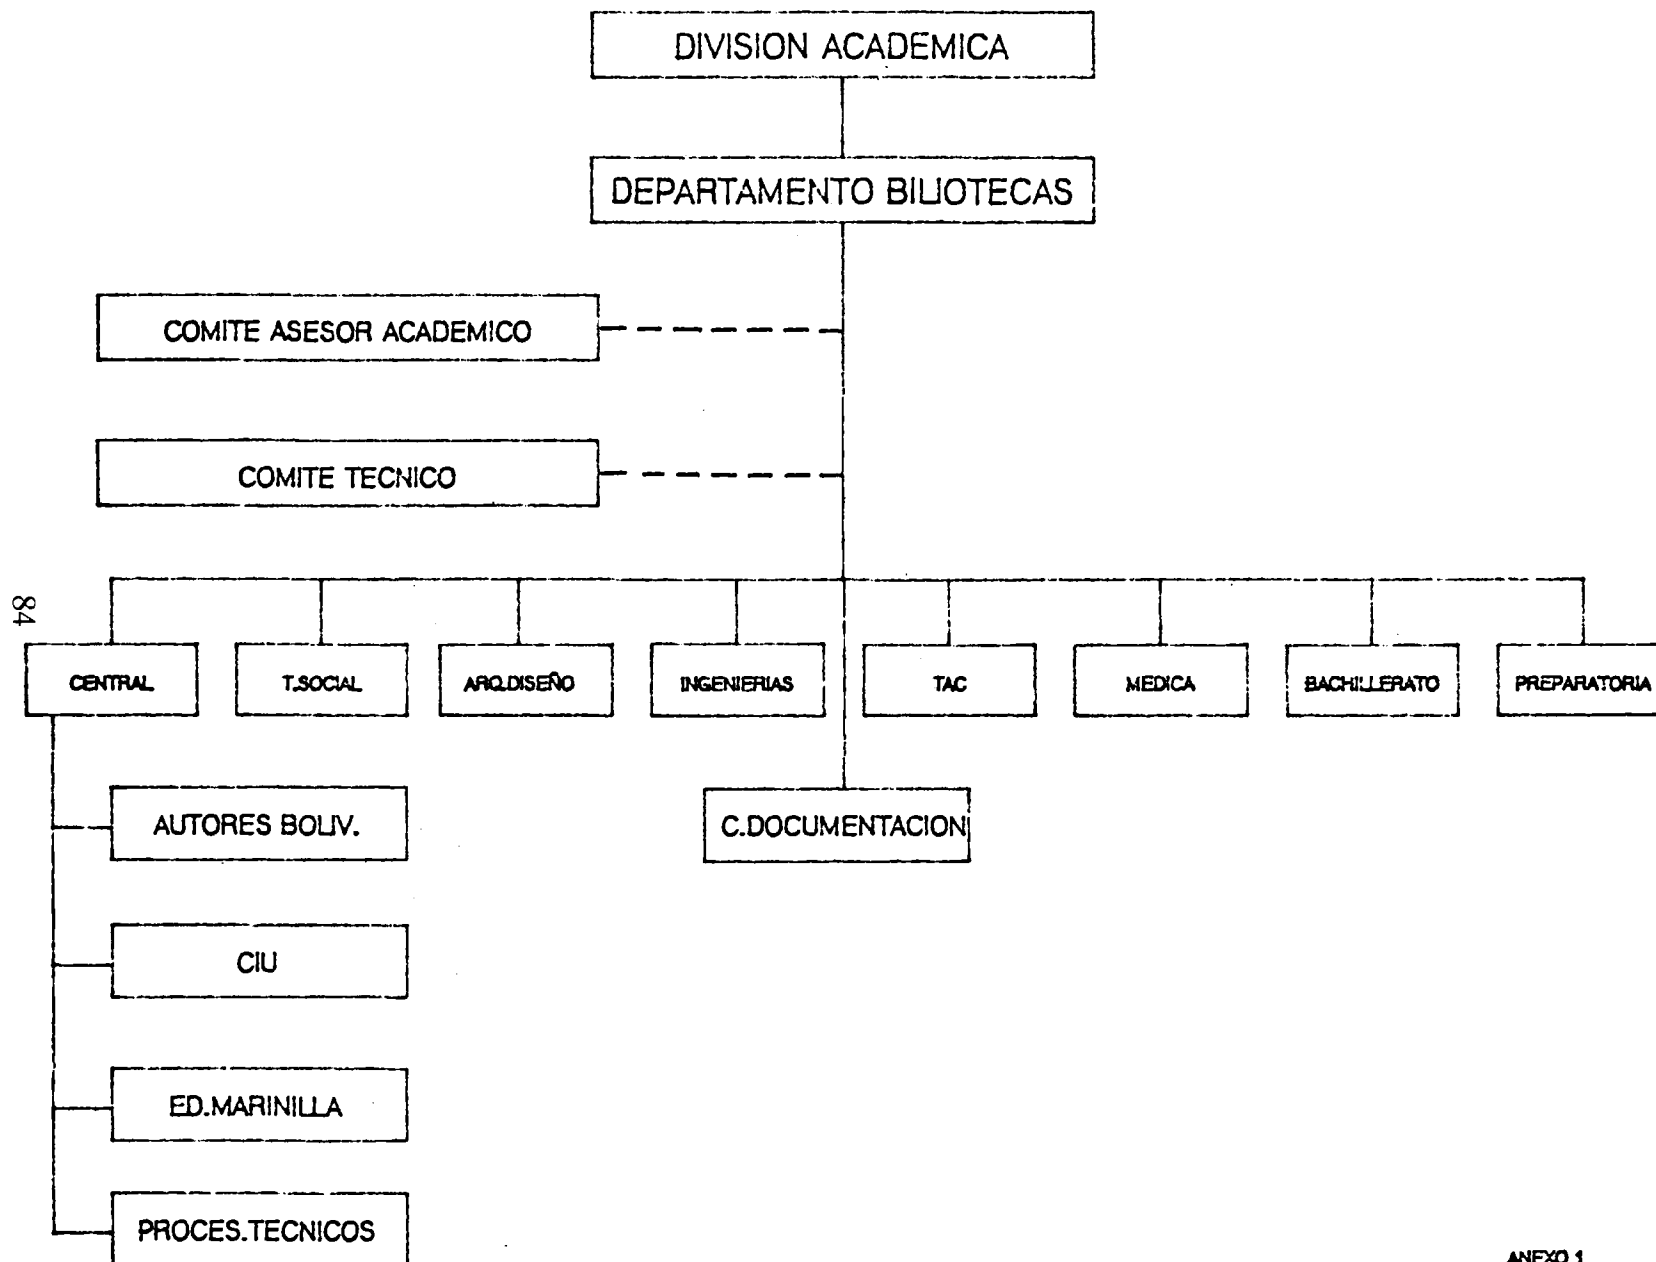 DIVISION ACADEMICA
DEPARTAMENTO BILIOTECAS
COMITE ASESOR ACADEMICO
COMITE TECNICO
84
CENTRAL
T.SOCIAL
ARQ.DISEÑO
INGENIERIAS
TAC
MEDICA
BACHILLERATO
PREPARATORIA
AUTORES BOLIV.
C.DOCUMENTACION
CIU
ED.MARINILLA
PROCES.TECNICOS
ANEXO 1